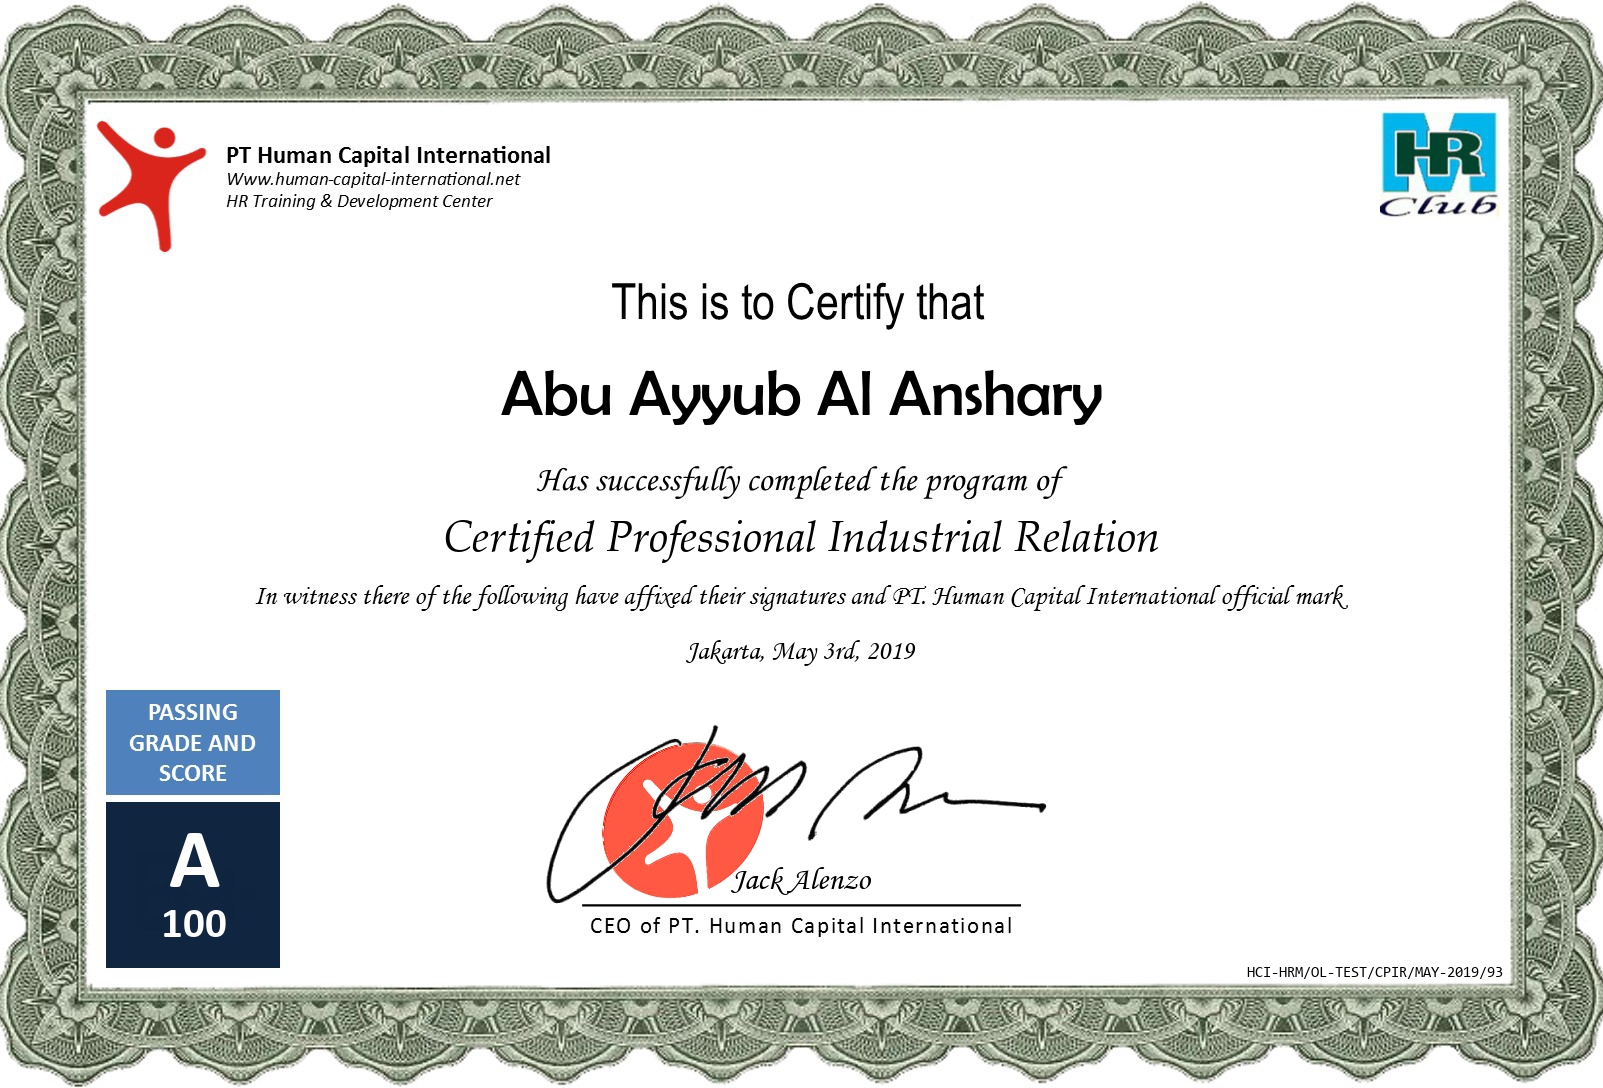 PT Human Capital International
Www.human-capital-international.net
HR Training & Development Center
HR
M
Club
This is to Certify that
Abu Ayyub Al Anshary
Has successfully completed the program of
Certified Professional Industrial Relation
In witness there of the following have affixed their signatures and PT. Human Capital International official mark
Jakarta, May 3rd, 2019
PASSING
GRADE AND
SCORE
A
100
Jack Alenzo
CEO of PT. Human Capital International
HCI-HRM/OL-TEST/CPIR/MAY-2019/93